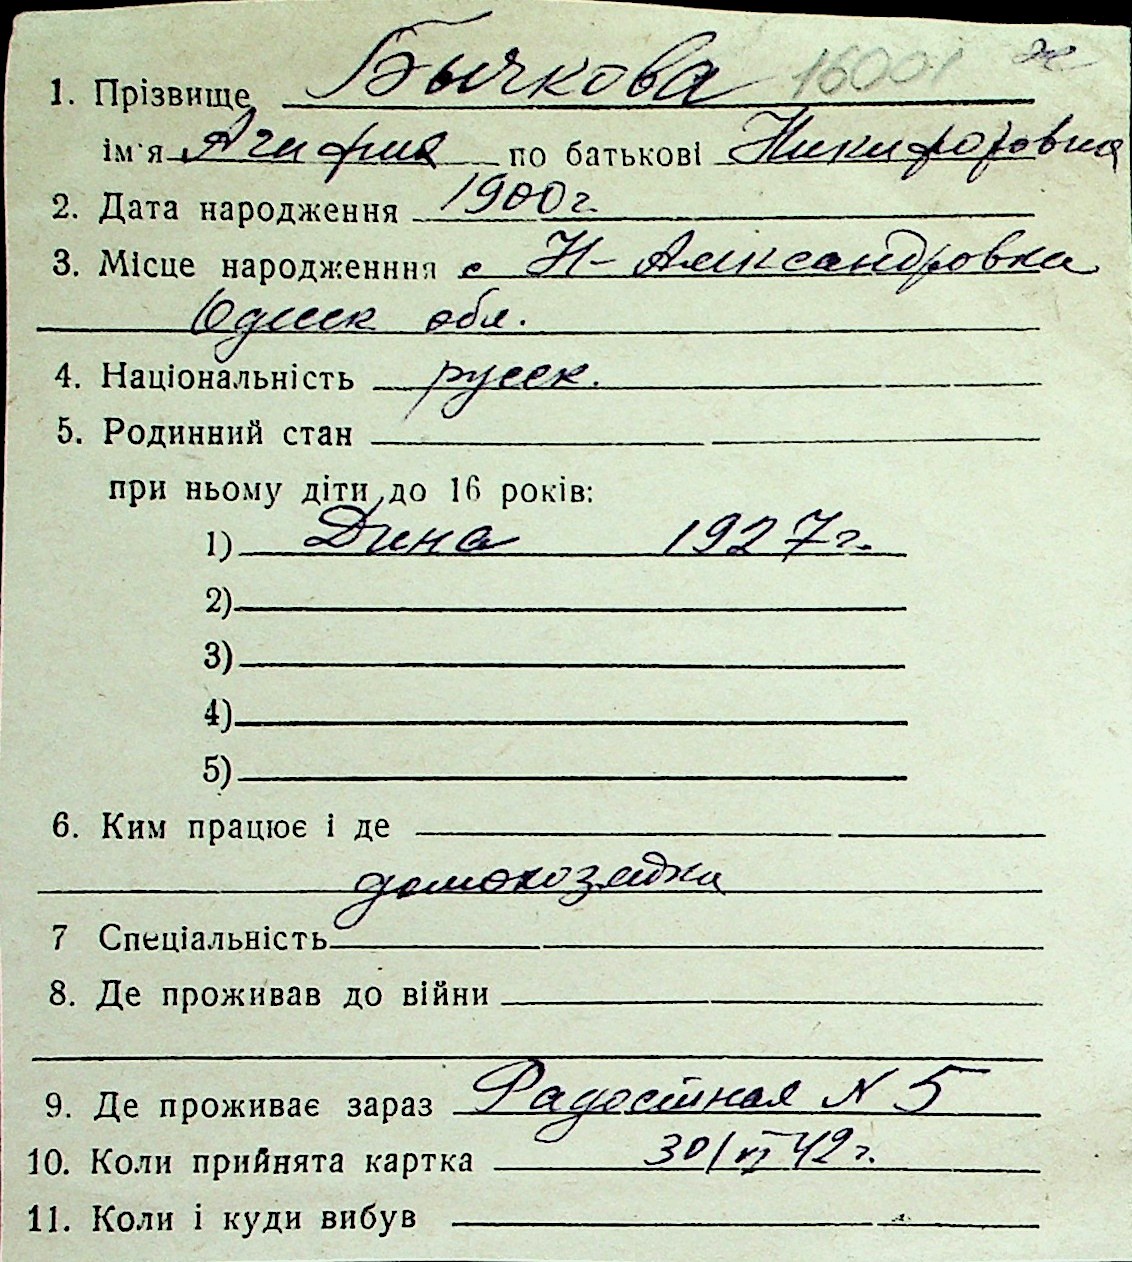 1. Прізвище Бычкова 16001 ж
ім'я Агифия по батькові Никифоровна
2. Дата народження 1900г.
3. Місце народженння с Н-Александровка
Одесск обл.
4. Національність русск.
5. Родинний стан
при ньому діти до 16 років:
1) Дина 1927г.
2)
3)
4)
5)
6. Ким працює і де
домохозяйка
7 Спеціальність
8. Де проживав до війни
9. Де проживає зараз Радостная N 5
10. Коли прийнята картка 30/VI 42г.
11. Коли і куди вибув